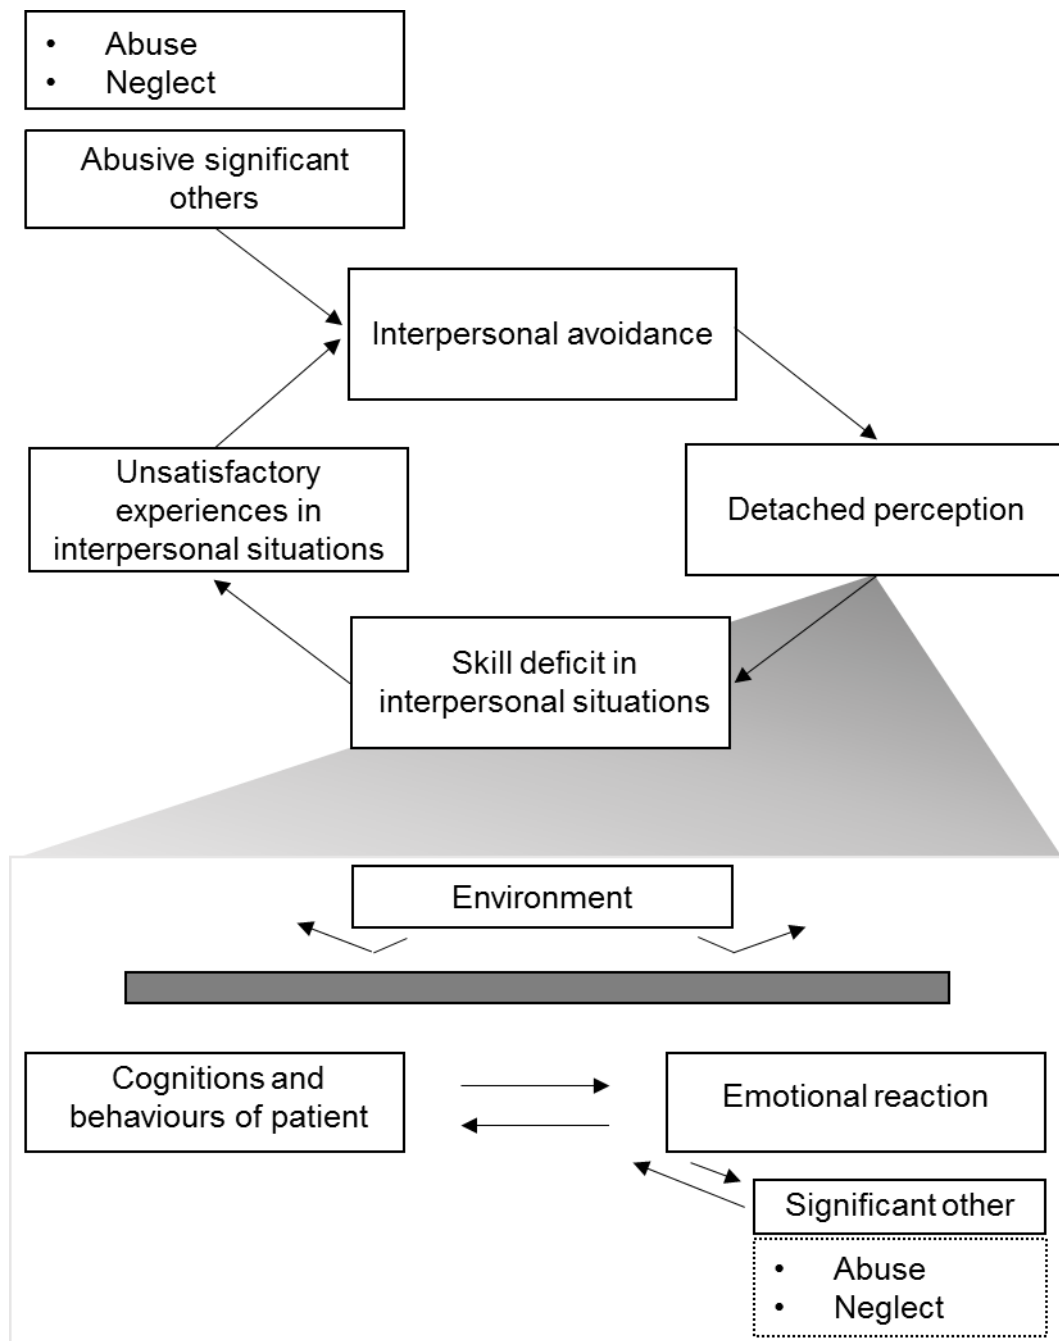 • Abuse
• Neglect
Abusive significant
others
Interpersonal avoidance
Unsatisfactory
experiences in
interpersonal situations
Detached perception
Skill deficit in
interpersonal situations
Environment
Cognitions and
behaviours of patient
Emotional reaction
Significant other
• Abuse
• Neglect